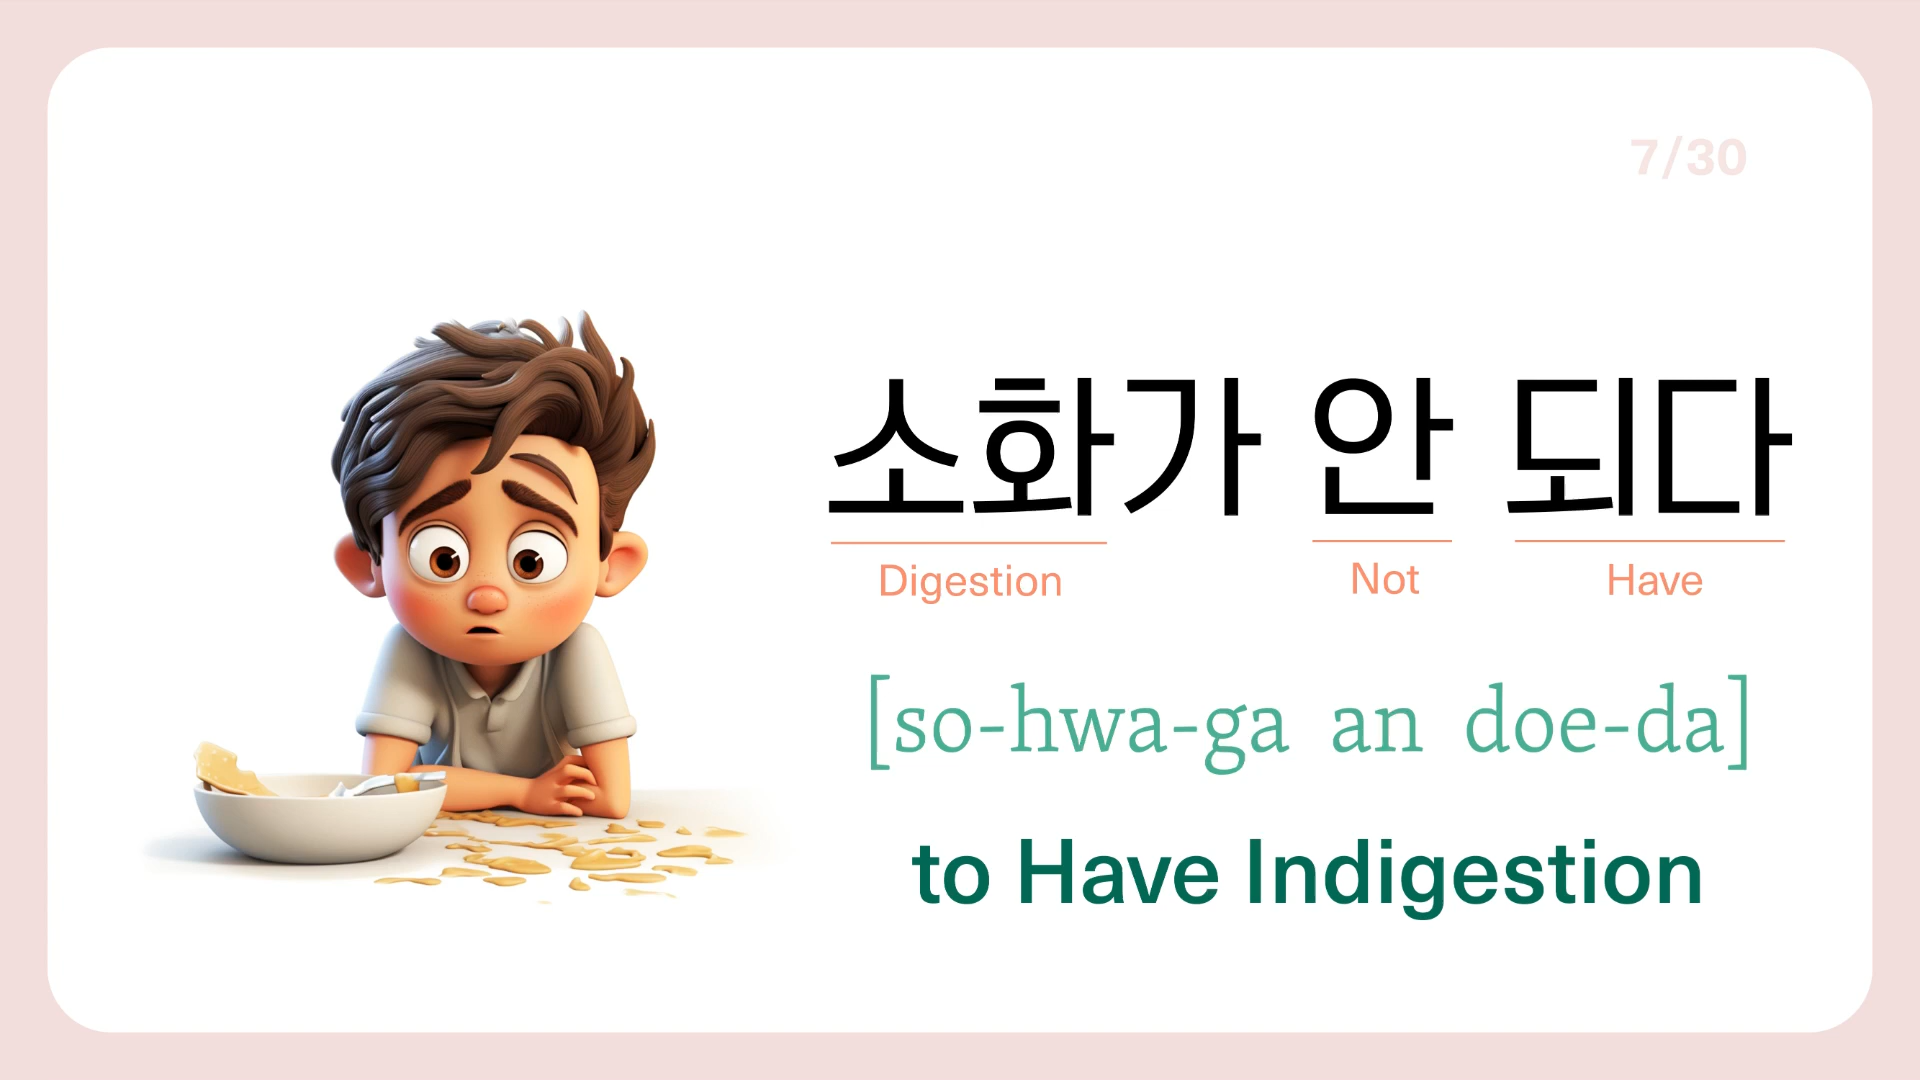 7/30
소화가 안 되다
Digestion Not Have
[so-hwa-ga an doe-da]
to Have Indigestion